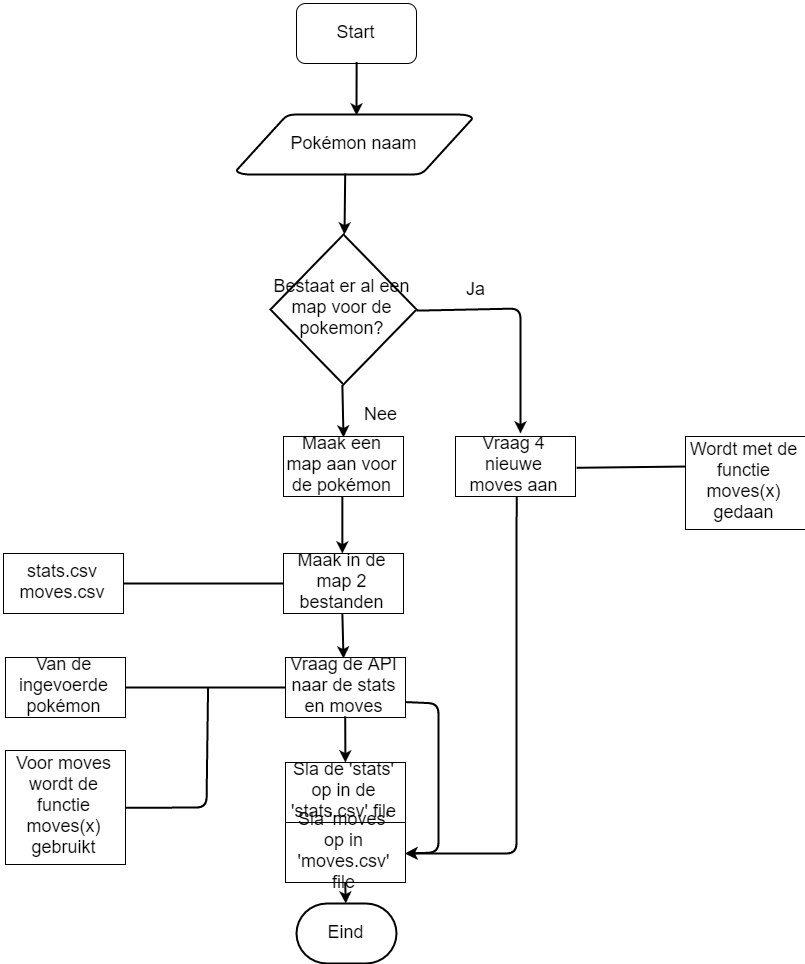 Start
Pokémon naam
Bestaat er al een
map voor de
pokemon?
Ja
Nee
Maak een
map aan voor
de pokémon
Vraag 4
nieuwe
moves aan
Wordt met de
functie
moves(x)
gedaan
stats.csv
moves.csv
Maak in de
map 2
bestanden
Van de
ingevoerde
pokémon
Vraag de API
naar de stats
en moves
Voor moves
wordt de
functie
moves(x)
gebruikt
Sla de 'stats'
op in de
'stats.csv' file
Sla 'moves'
op in
'moves.csv'
file
Eind